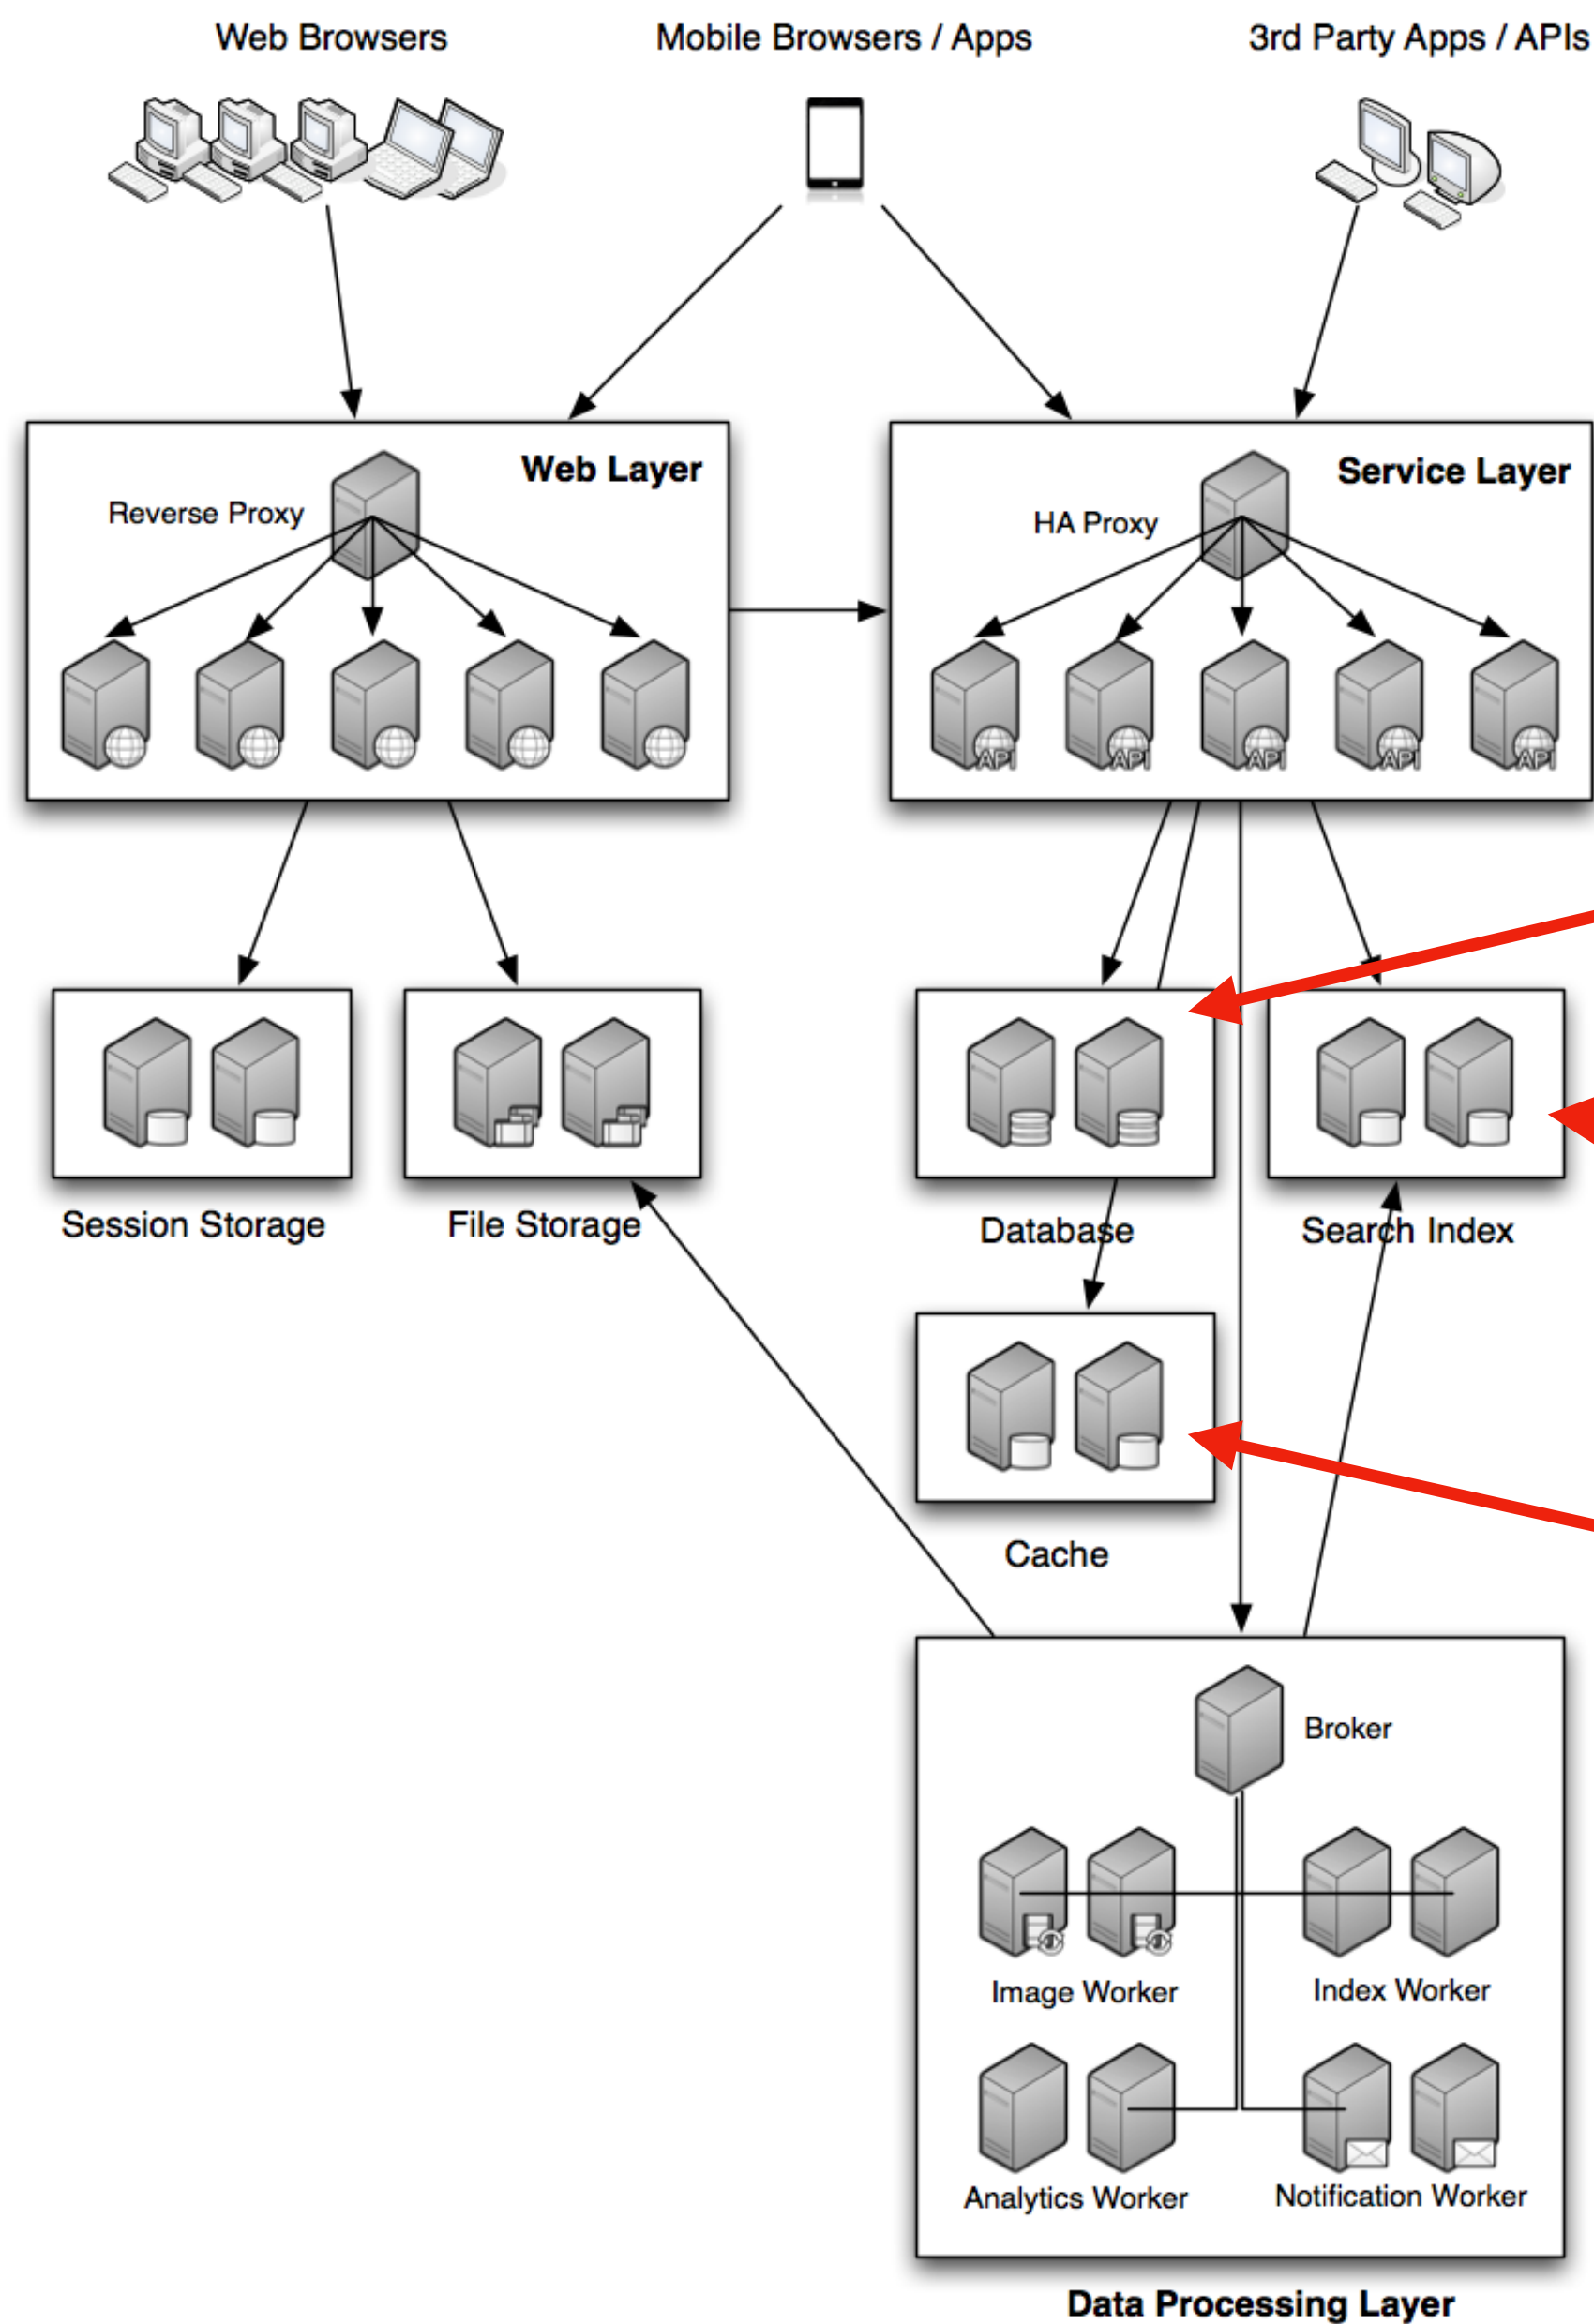 Web Browsers
Mobile Browsers / Apps
3rd Party Apps / APIs
Web Layer
Reverse Proxy
Service Layer
HA Proxy
API
API
API
API
API
Session Storage
File Storage
Database
Search Index
Cache
Broker
Image Worker
Index Worker
Analytics Worker
Notification Worker
Data Processing Layer